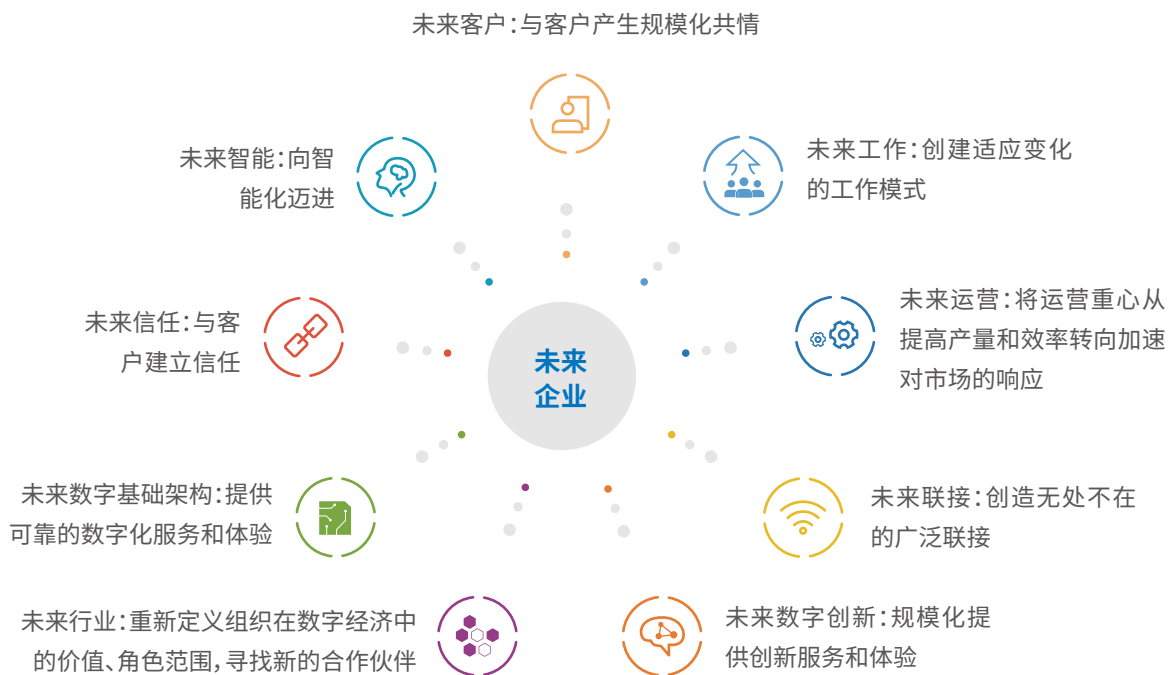 未来客户：与客户产生规模化共情
未来智能：向智
能化迈进
未来工作：创建适应变化
的工作模式
未来信任：与客
户建立信任
未来
企业
未来运营：将运营重心从
提高产量和效率转向加速
对市场的响应
未来数字基础架构：提供
可靠的数字化服务和体验
未来联接：创造无处不在
的广泛联接
未来行业：重新定义组织在数字经济中
的价值、角色范围，寻找新的合作伙伴
未来数字创新：规模化提
供创新服务和体验